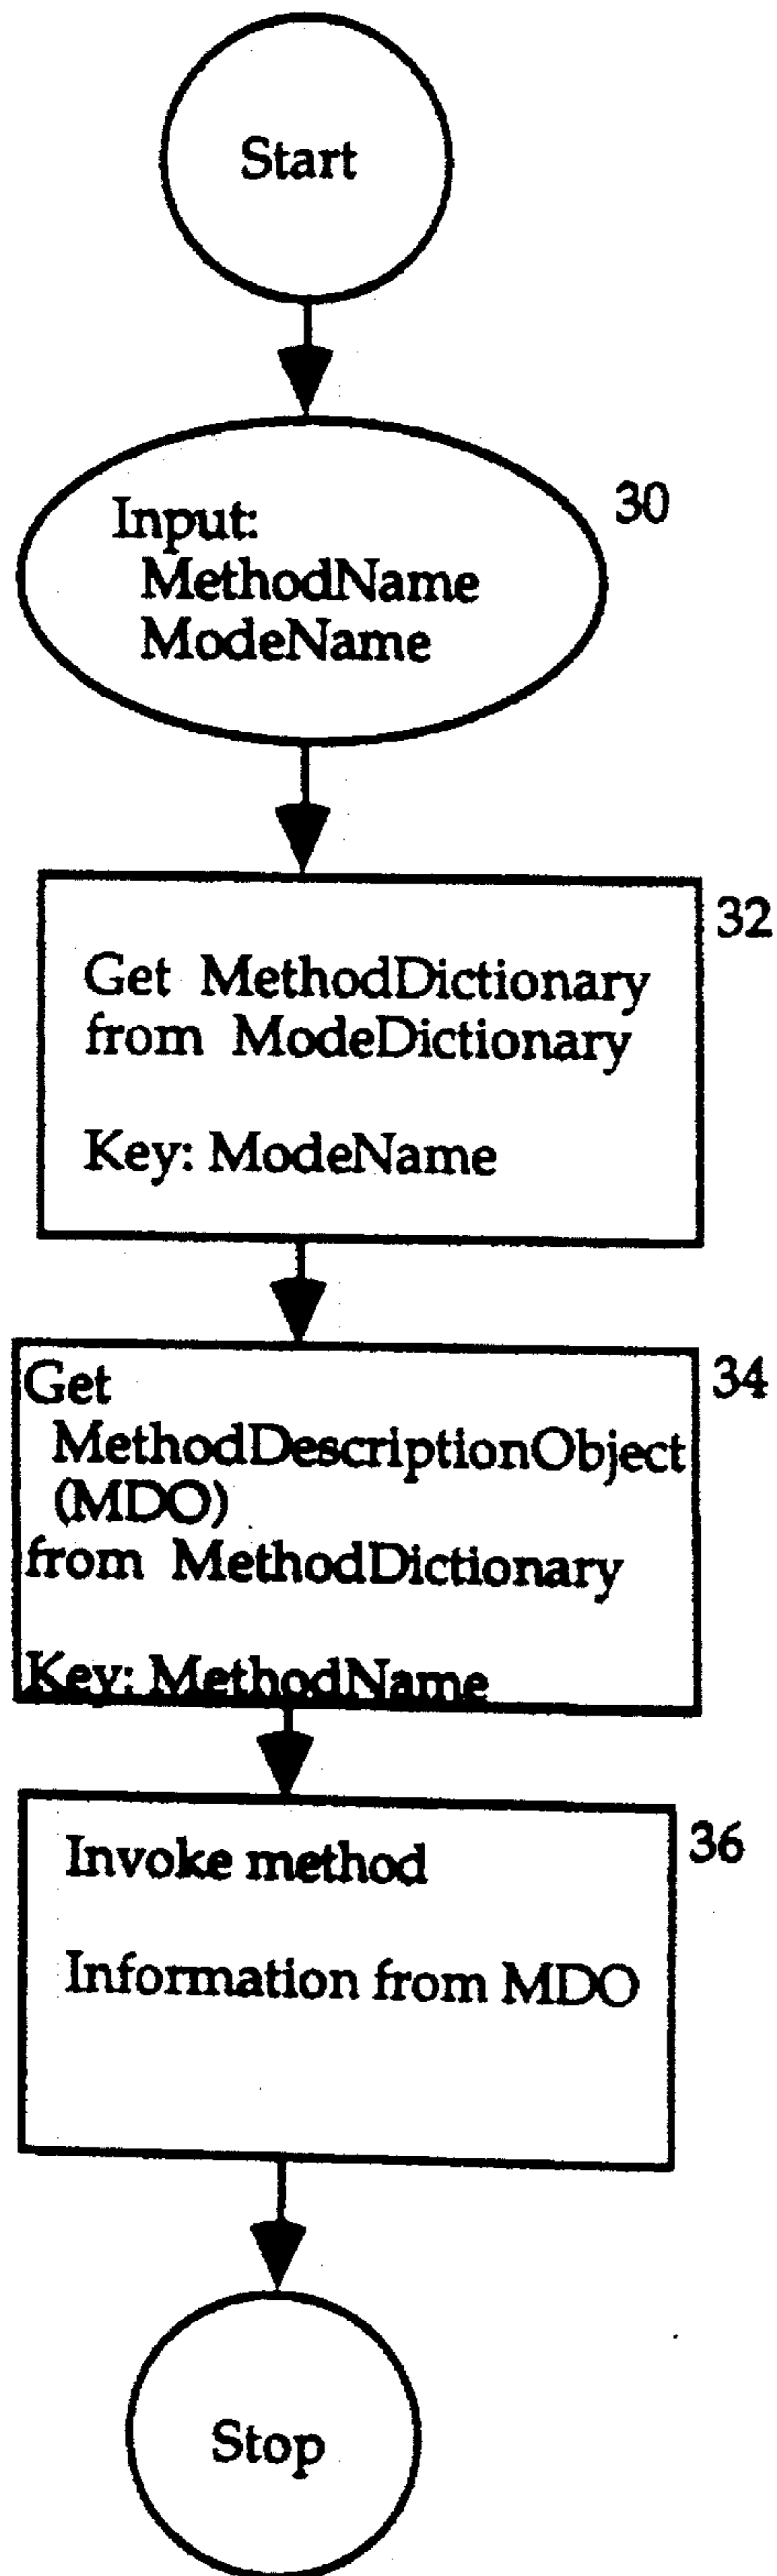 Start
Input:
MethodName
ModeName
30
Get MethodDictionary
from ModeDictionary
Key: ModeName
32
Get
MethodDescriptionObject
(MDO)
from MethodDictionary
Key: MethodName
34
Invoke method
Information from MDO
36
Stop